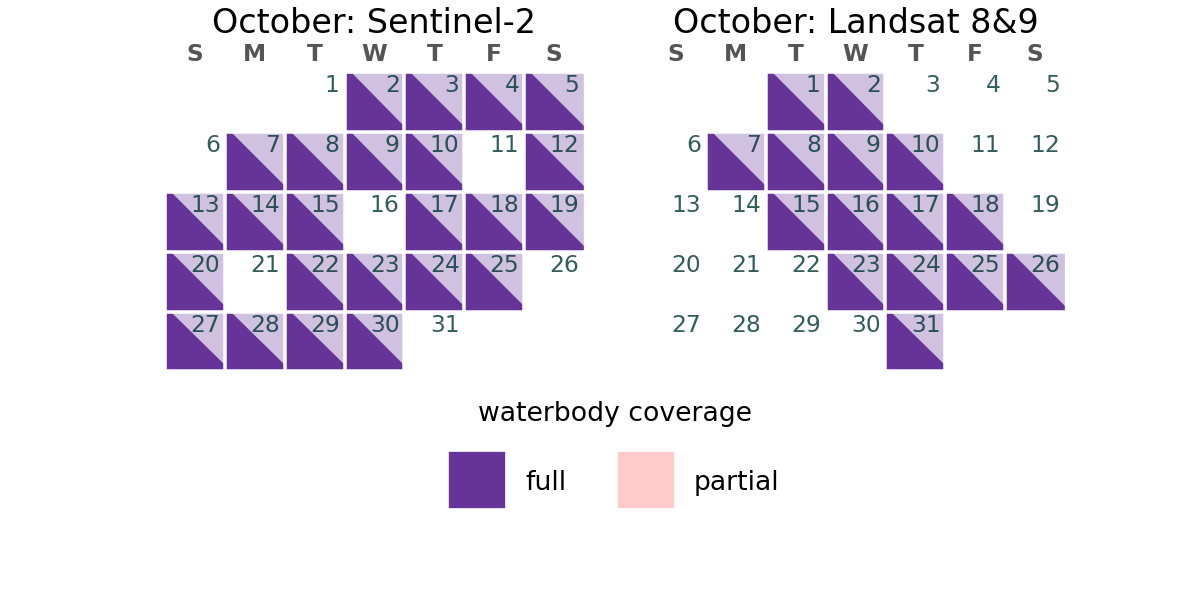 October: Sentinel-2
S M T W T F S
1 2 3 4 5
6 7 8 9 10 11 12
13 14 15 16 17 18 19
20 21 22 23 24 25 26
27 28 29 30 31
October: Landsat 8&9
S M T W T F S
1 2 3 4 5
6 7 8 9 10 11 12
13 14 15 16 17 18 19
20 21 22 23 24 25 26
27 28 29 30 31
waterbody coverage
full partial